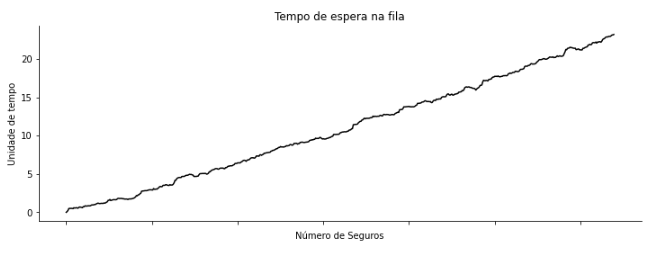 Tempo de espera na fila
Unidade de tempo
20
15
10
5
0
Número de Seguros